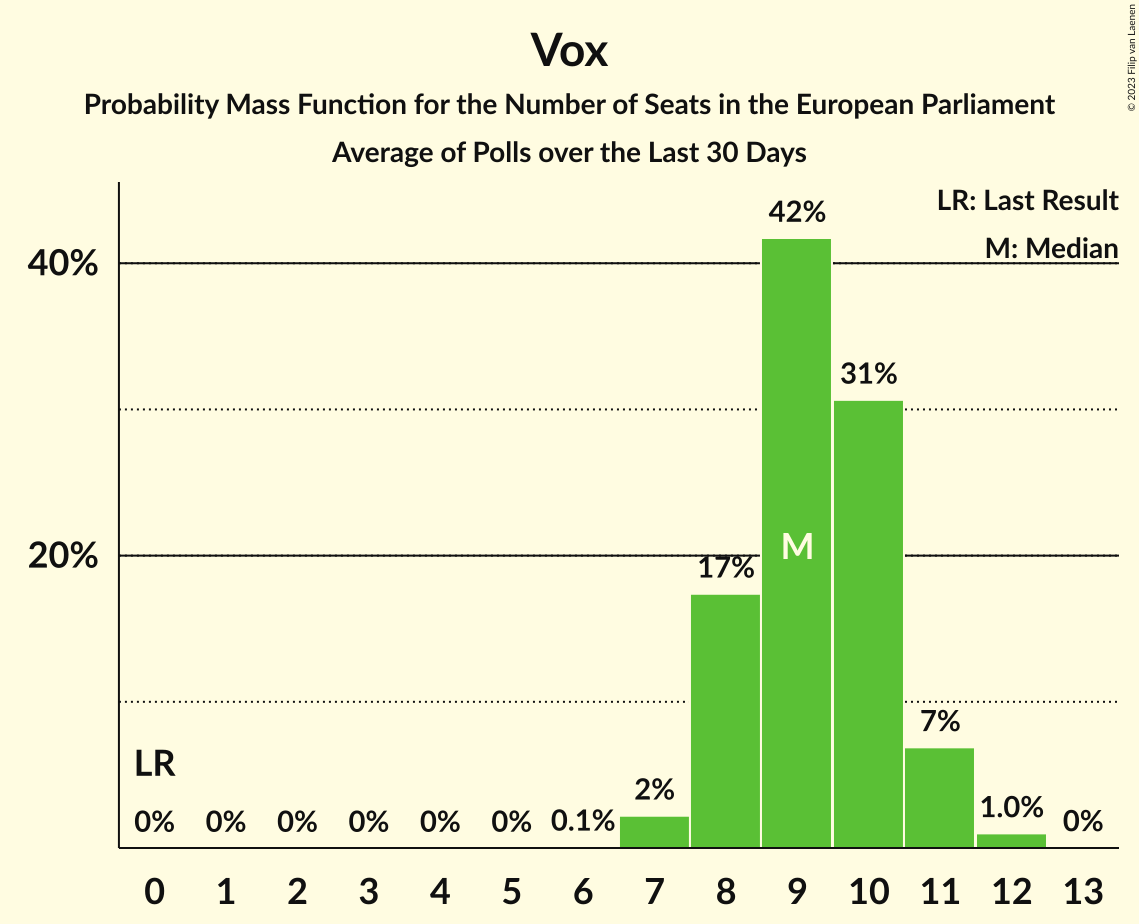 Vox
Probability Mass Function for the Number of Seats in the European Parliament
Average of Polls over the Last 30 Days
© 2023 Filip van Laenen
LR: Last Result
M: Median
40%
20%
42%
31%
M
17%
7%
LR
2%
1.0%
0% 0% 0% 0% 0% 0% 0.1% 0%
0 1 2 3 4 5 6 7 8 9 10 11 12 13